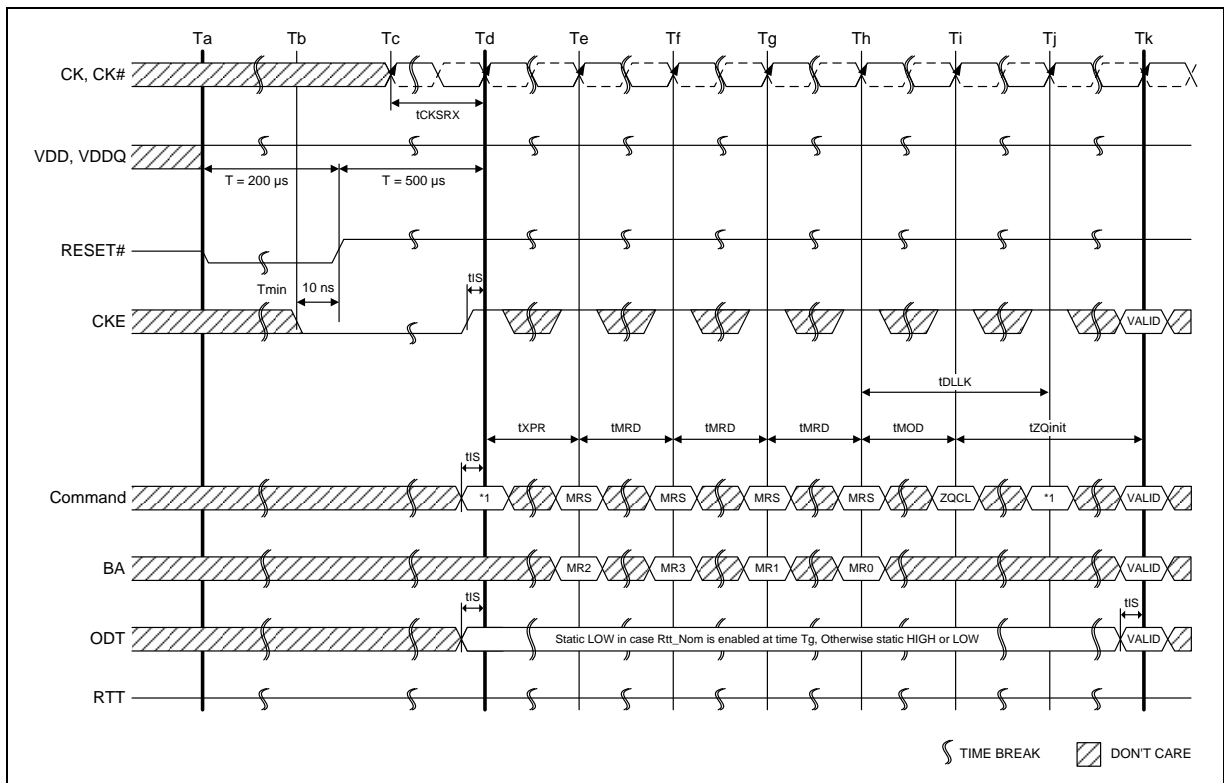 Ta Tb Tc Td Te Tf Tg Th Ti Tj Tk
CK, CK#
tCKSRX
VDD, VDDQ
T = 200 µs T = 500 µs
RESET#
Tmin 10 ns tIS
CKE VALID
tDLLK
tXPR tMRD tMRD tMRD tMOD tZQinit
tIS
Command *1 MRS MRS MRS MRS ZQCL *1 VALID
BA MR2 MR3 MR1 MR0 VALID
tIS tIS
ODT Static LOW in case Rtt_Nom is enabled at time Tg, Otherwise static HIGH or LOW VALID
RTT
TIME BREAK DON'T CARE